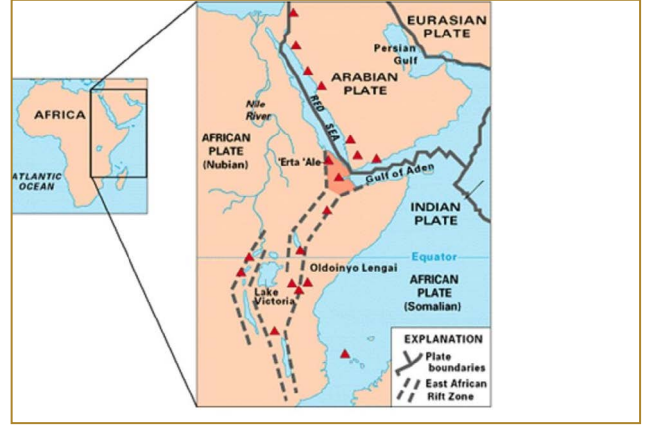 EURASIAN
PLATE
Persian
Gulf
ARABIAN
PLATE
RED SEA
Nile
River
AFRICA
AFRICAN
PLATE
(Nubian)
'Erta 'Ale
Gulf of Aden
ATLANTIC
OCEAN
INDIAN
PLATE
Equator
Oldoinyo Lengai
AFRICAN
PLATE
(Somalian)
Lake
Victoria
EXPLANATION
Plate
boundaries
East African
Rift Zone